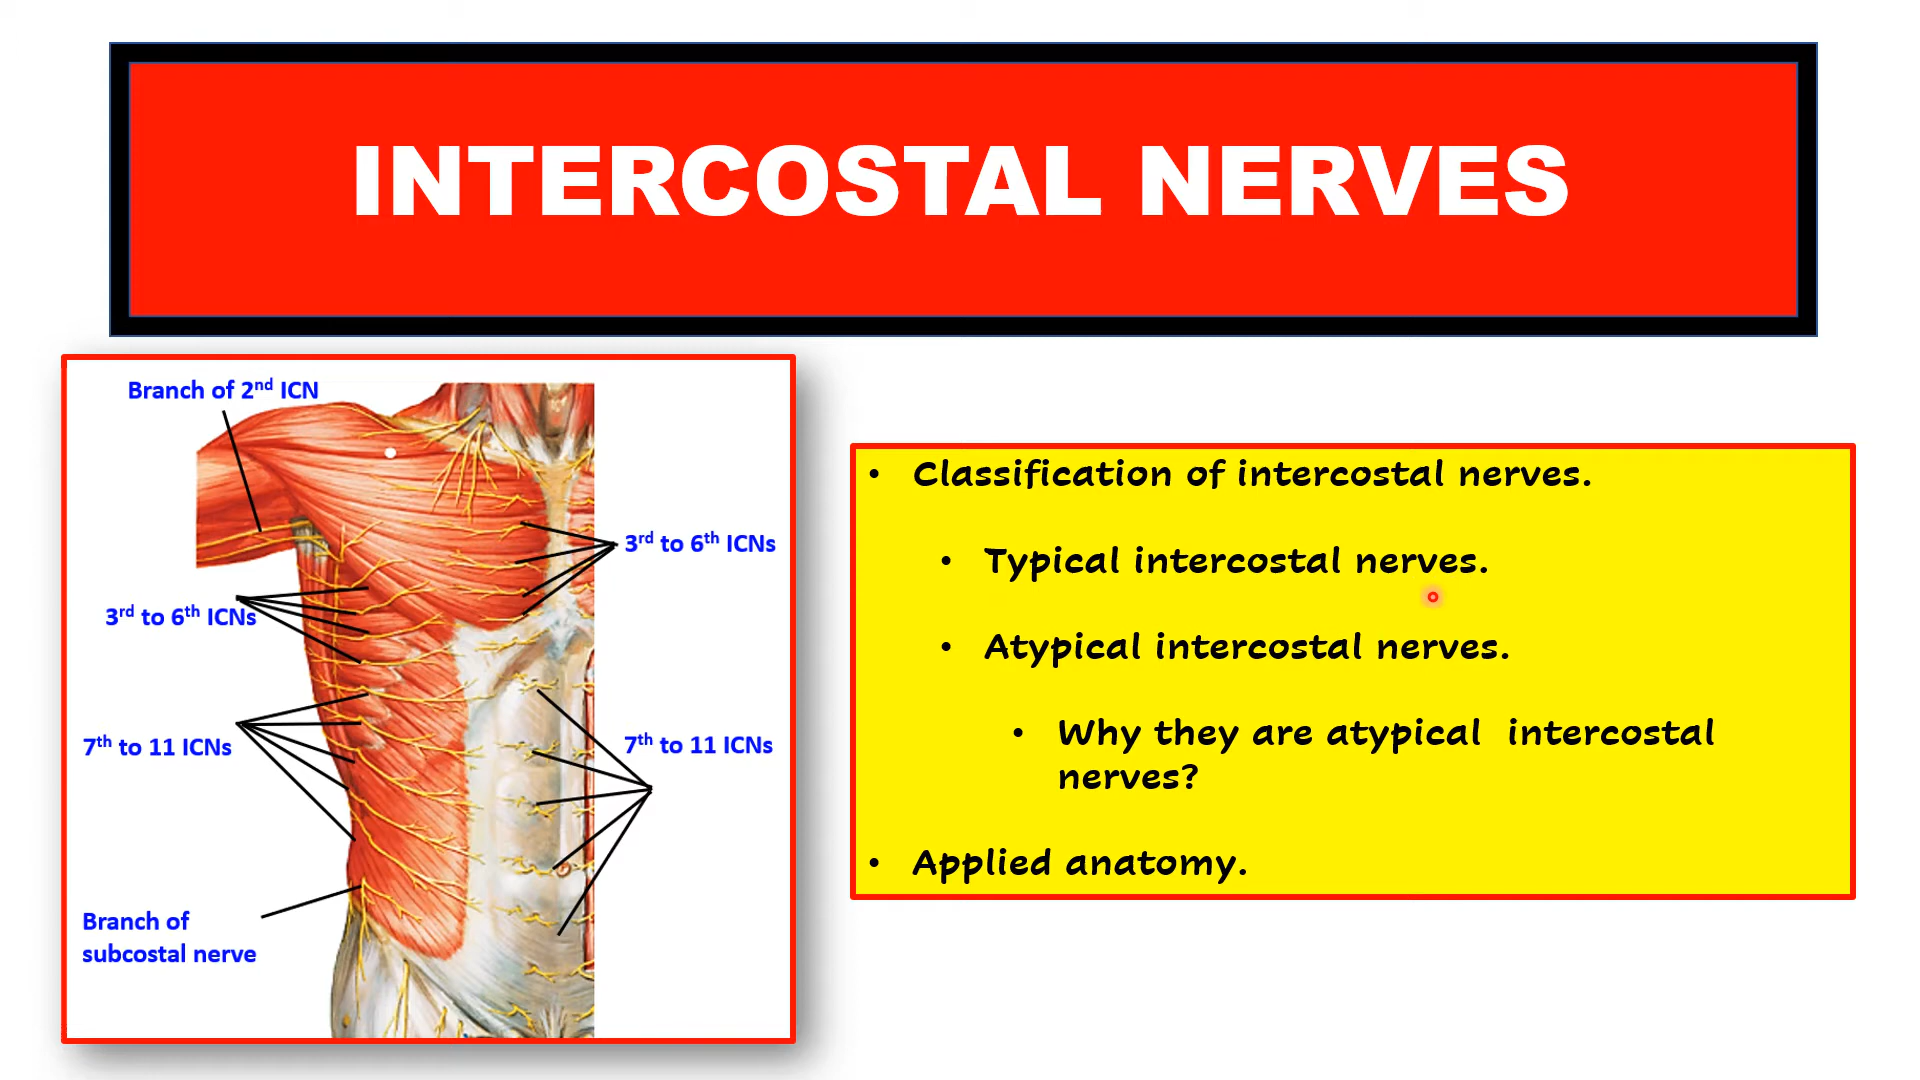 INTERCOSTAL NERVES
Branch of 2nd ICN
3rd to 6th ICNs
3rd to 6th ICNs
7th to 11 ICNs
7th to 11 ICNs
Branch of
subcostal nerve
• Classification of intercostal nerves.
• Typical intercostal nerves.
• Atypical intercostal nerves.
• Why they are atypical intercostal
nerves?
• Applied anatomy.